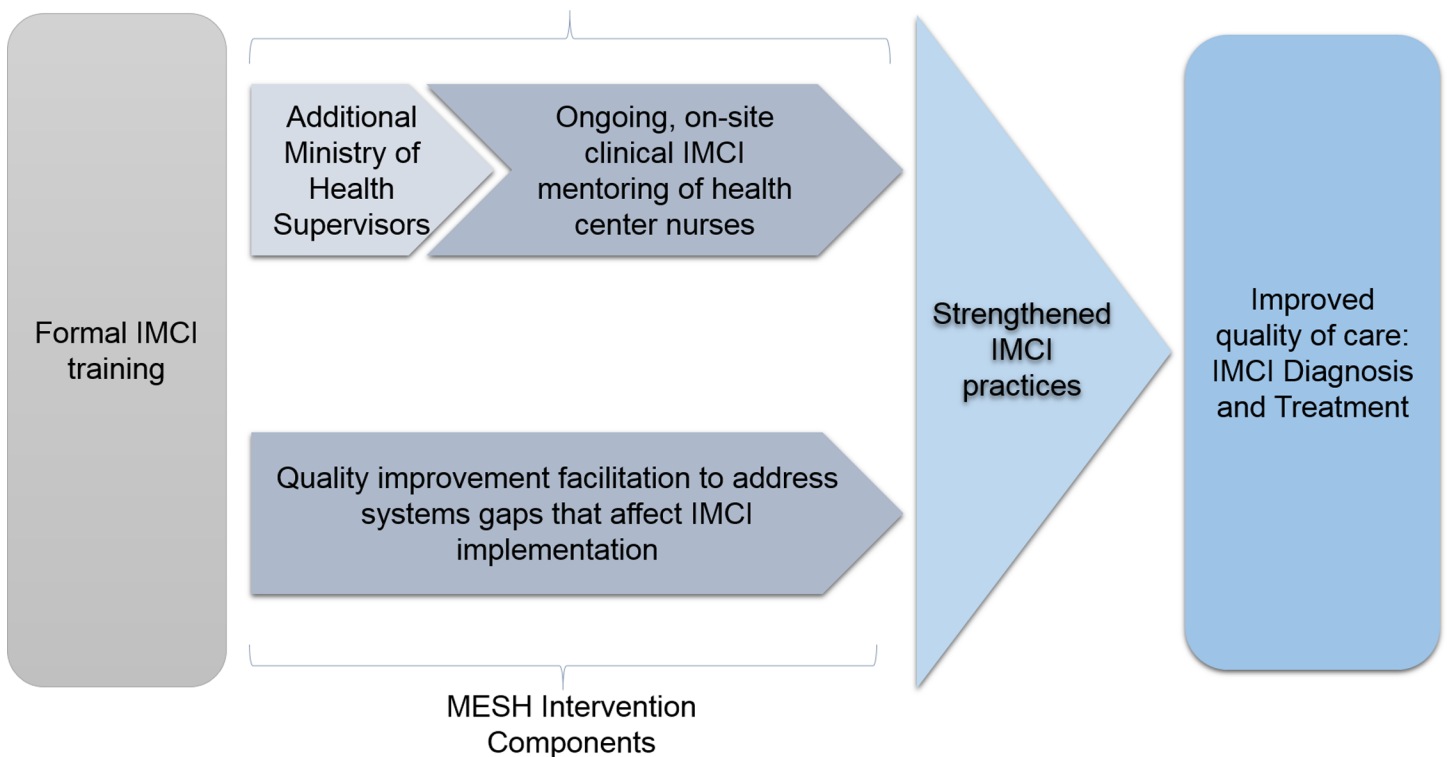 Formal IMCI
training
Additional
Ministry of
Health
Supervisors
Ongoing, on-site
clinical IMCI
mentoring of health
center nurses
Quality improvement facilitation to address
systems gaps that affect IMCI
implementation
MESH Intervention
Components
Strengthened
IMCI
practices
Improved
quality of care:
IMCI Diagnosis
and Treatment